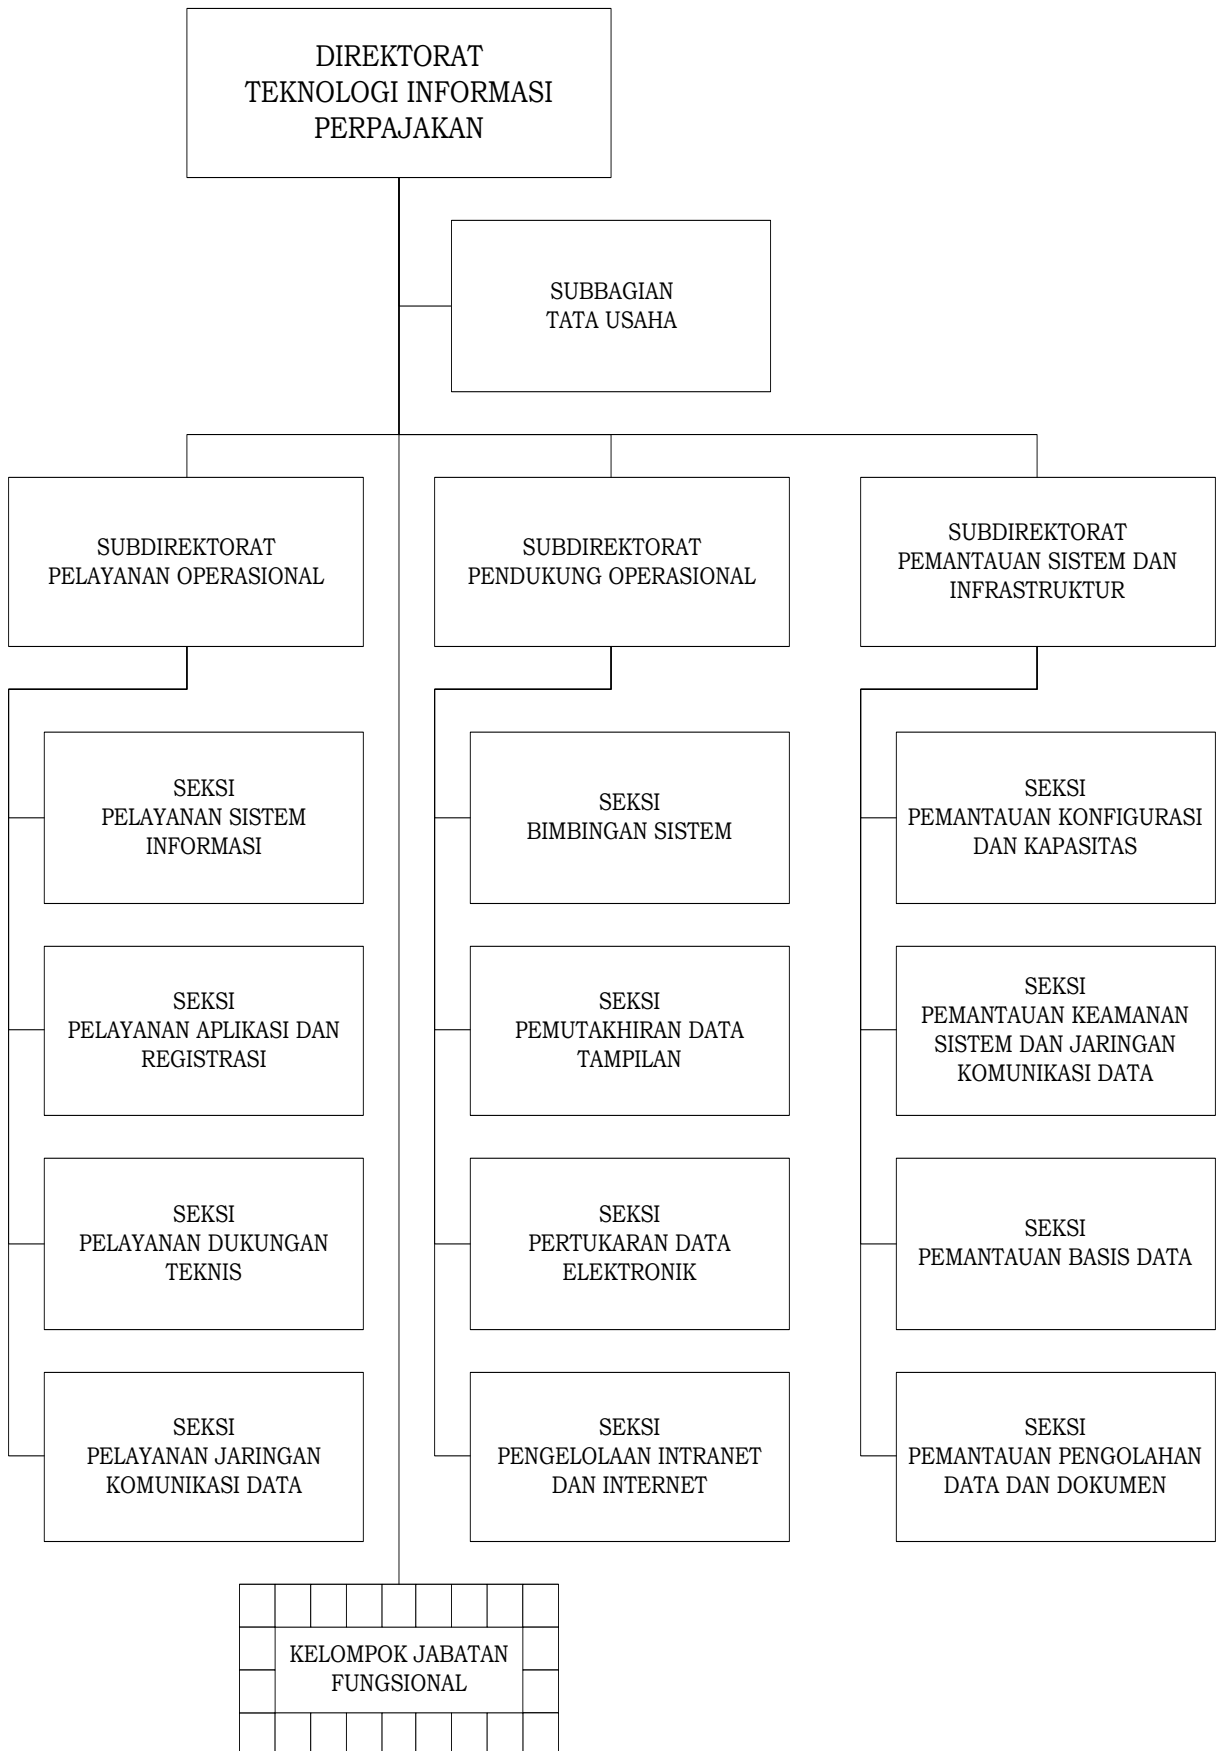 DIREKTORAT
TEKNOLOGI INFORMASI
PERPAJAKAN
SUBBAGIAN
TATA USAHA
SUBDIREKTORAT
PELAYANAN OPERASIONAL
SUBDIREKTORAT
PENDUKUNG OPERASIONAL
SUBDIREKTORAT
PEMANTAUAN SISTEM DAN
INFRASTRUKTUR
SEKSI
PELAYANAN SISTEM
INFORMASI
SEKSI
BIMBINGAN SISTEM
SEKSI
PEMANTAUAN KONFIGURASI
DAN KAPASITAS
SEKSI
PELAYANAN APLIKASI DAN
REGISTRASI
SEKSI
PEMUTAKHIRAN DATA
TAMPILAN
SEKSI
PEMANTAUAN KEAMANAN
SISTEM DAN JARINGAN
KOMUNIKASI DATA
SEKSI
PELAYANAN DUKUNGAN
TEKNIS
SEKSI
PERTUKARAN DATA
ELEKTRONIK
SEKSI
PEMANTAUAN BASIS DATA
SEKSI
PELAYANAN JARINGAN
KOMUNIKASI DATA
SEKSI
PENGELOLAAN INTRANET
DAN INTERNET
SEKSI
PEMANTAUAN PENGOLAHAN
DATA DAN DOKUMEN
KELOMPOK JABATAN
FUNGSIONAL